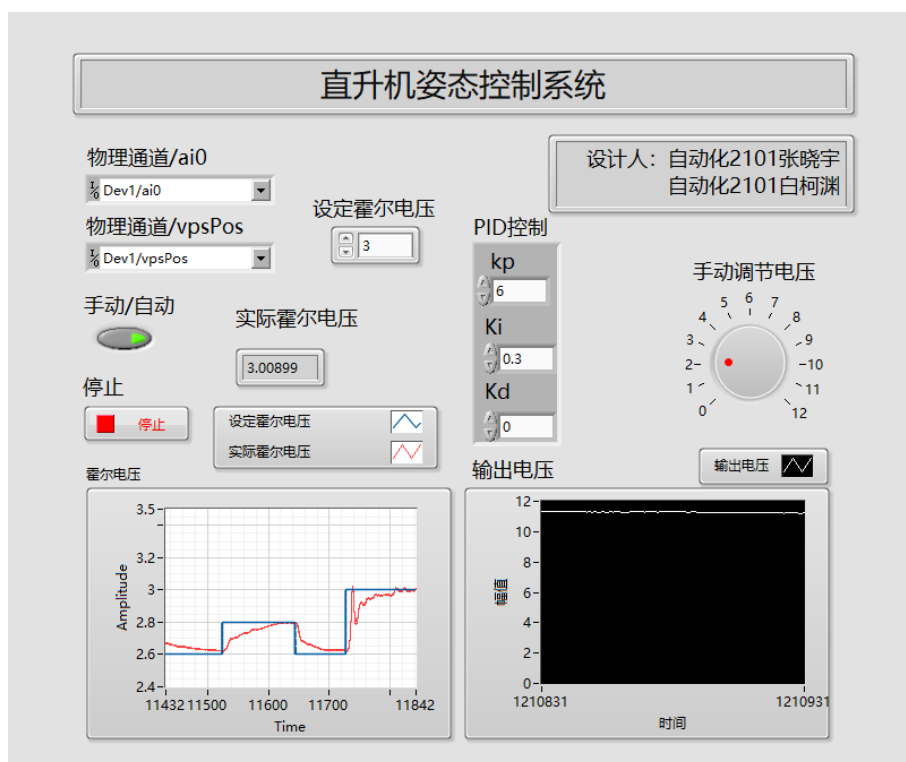 直升机姿态控制系统
设计人：自动化2101张晓宇
自动化2101白柯渊
物理通道/ai0
Dev1/ai0
物理通道/vpsPos
Dev1/vpsPos
设定霍尔电压
3
手动/自动
实际霍尔电压
3.00899
停止
停止
设定霍尔电压
实际霍尔电压
PID控制
kp
6
Ki
0.3
Kd
0
手动调节电压
0
1
2
3
4
5
6
7
8
9
10
11
12
霍尔电压
3.5
3.2
3
2.8
2.6
2.4
Amplitude
11432 11500 11600 11700 11842
Time
输出电压
输出电压
12
10
8
6
4
2
0
幅值
1210831 1210931
时间